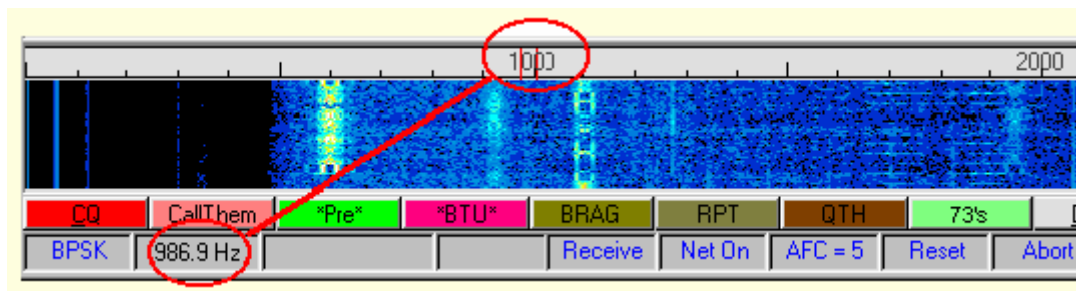 1000 2000
CQ CallThem *Pre* *BTU* BRAG RPT QTH 73's
BPSK 986.9 Hz Receive Net On AFC = 5 Reset Abort